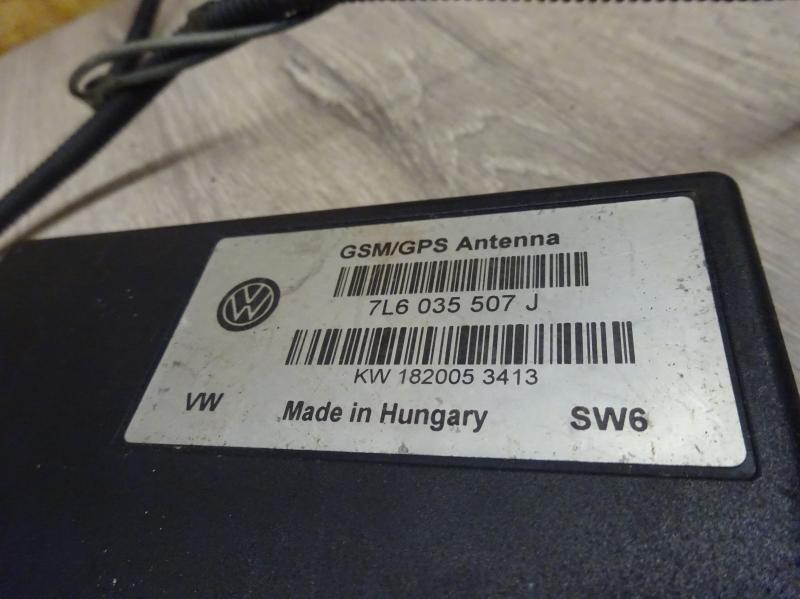 GSM/GPS Antenna
7L6 035 507 J
KW 182005 3413
VW Made in Hungary SW6